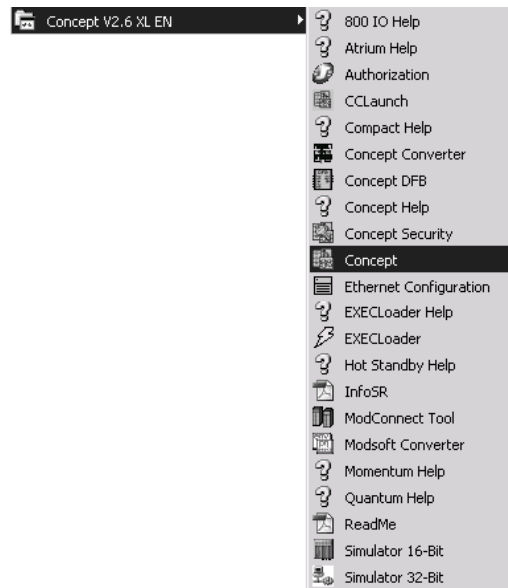 Concept V2.6 XL EN
800 IO Help
Atrium Help
Authorization
CCLaunch
Compact Help
Concept Converter
Concept DFB
Concept Help
Concept Security
Concept
Ethernet Configuration
EXECLoader Help
EXECLoader
Hot Standby Help
InfoSR
ModConnect Tool
Modsoft Converter
Momentum Help
Quantum Help
ReadMe
Simulator 16-Bit
Simulator 32-Bit